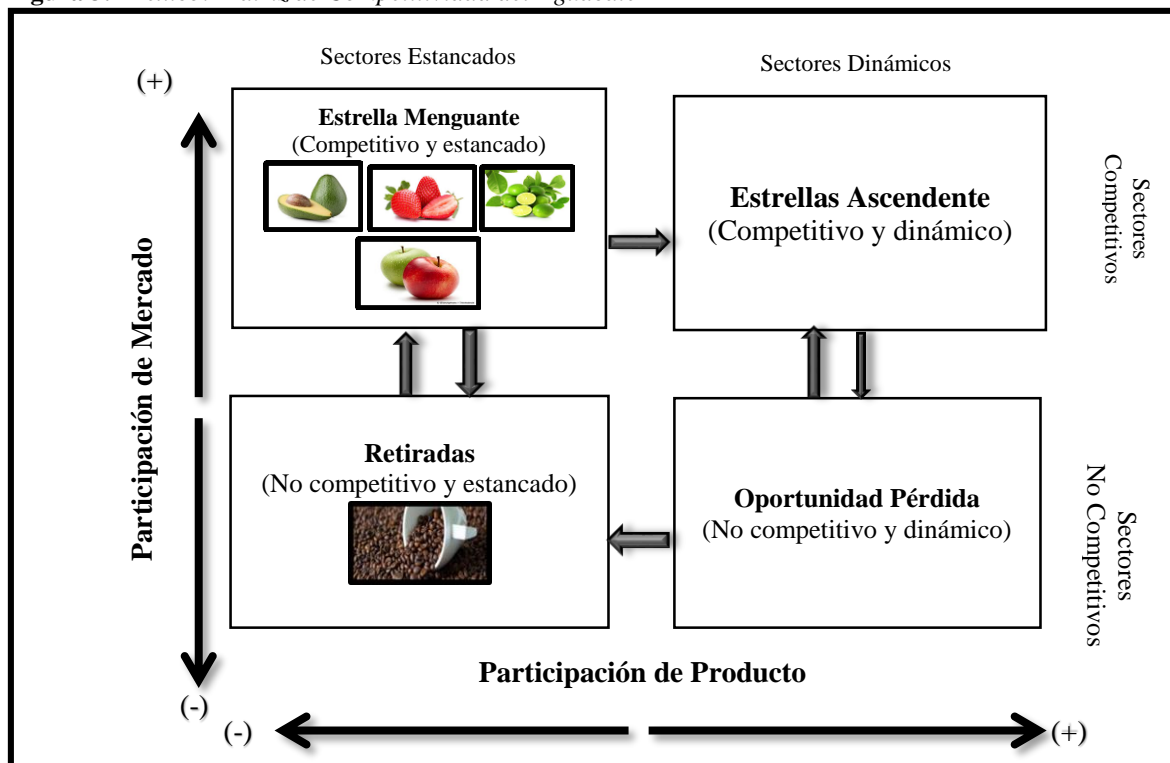 Sectores Estancados
Sectores Dinámicos
(+)
Estrella Menguante
(Competitivo y estancado)
Estrellas Ascendente
(Competitivo y dinámico)
Sectores
Competitivos
Participación de Mercado
Retiradas
(No competitivo y estancado)
Oportunidad Pérdida
(No competitivo y dinámico)
Sectores
No Competitivos
Participación de Producto
(-)
(-)
(+)